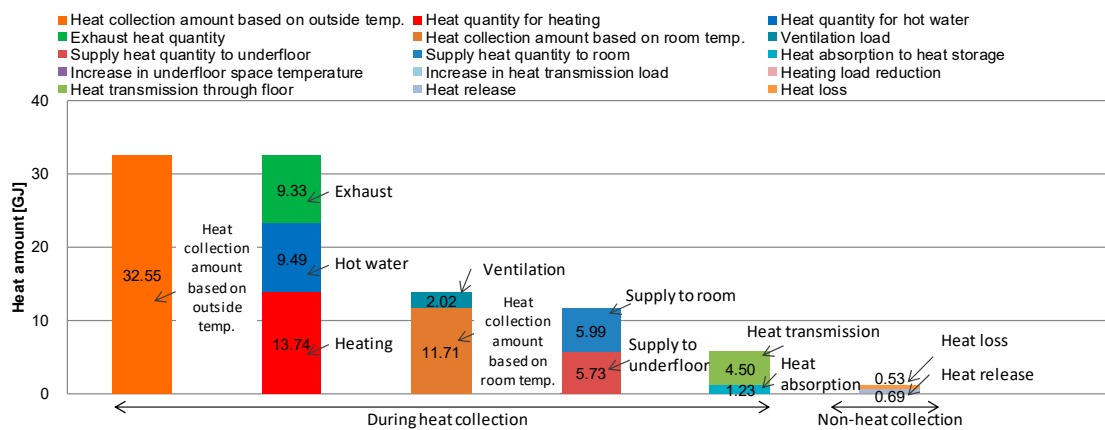 Heat collection amount based on outside temp.
Heat quantity for heating
Heat quantity for hot water
Exhaust heat quantity
Heat collection amount based on room temp.
Ventilation load
Supply heat quantity to underfloor
Supply heat quantity to room
Heat absorption to heat storage
Increase in underfloor space temperature
Increase in heat transmission load
Heating load reduction
Heat transmission through floor
Heat release
Heat loss
Heat amount [GJ]
40
30
20
10
0
32.55
Heat
collection
amount
based on
outside
temp.
9.33
Exhaust
9.49
Hot water
13.74
Heating
Ventilation
2.02
11.71
Heat
collection
amount
based on
room temp.
Supply to room
5.99
Supply to
underfloor
5.73
Heat transmission
4.50
Heat
absorption
1.23
Heat loss
0.53
Heat release
0.69
During heat collection
Non-heat collection